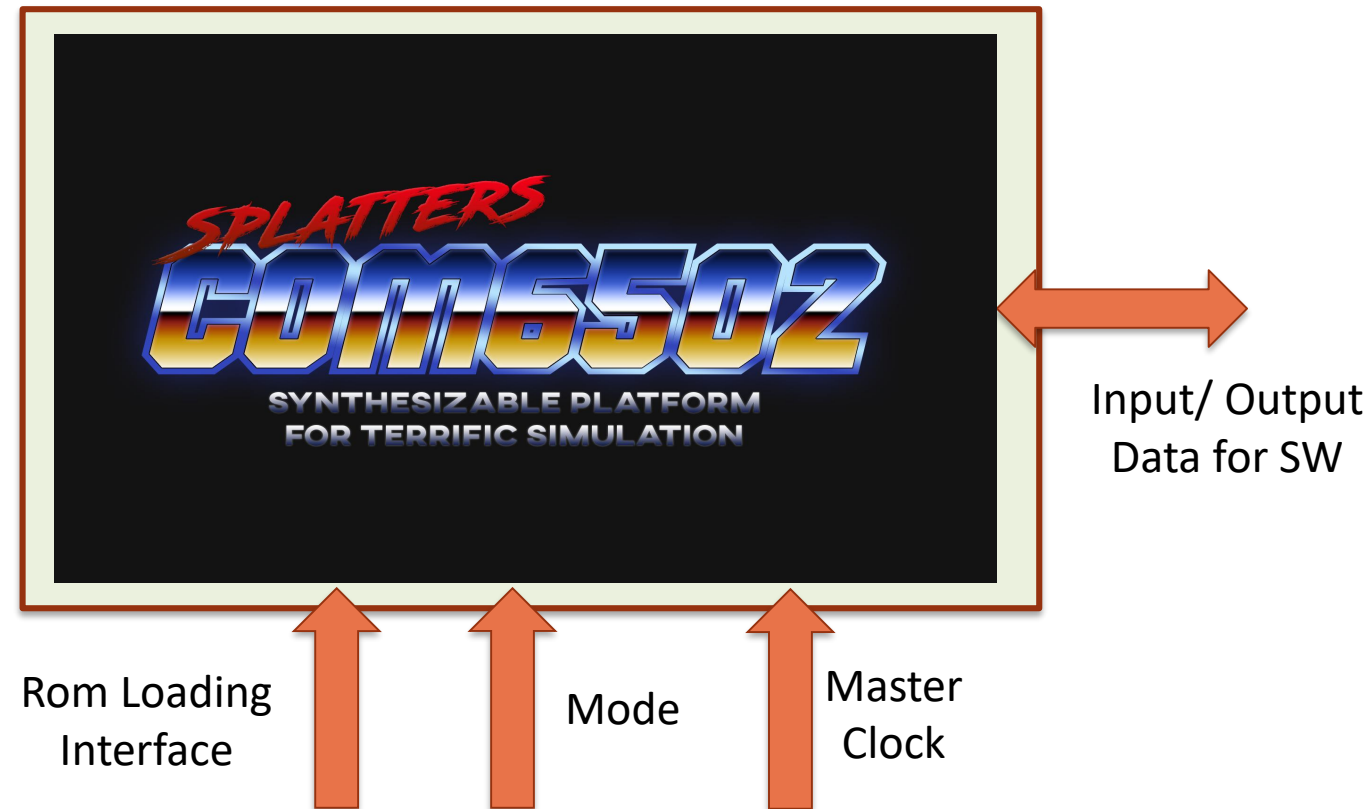 SPLATTERS
COM6502
SYNTHESIZABLE PLATFORM
FOR TERRIFIC SIMULATION
Input/ Output
Data for SW
Rom Loading
Interface
Mode
Master
Clock